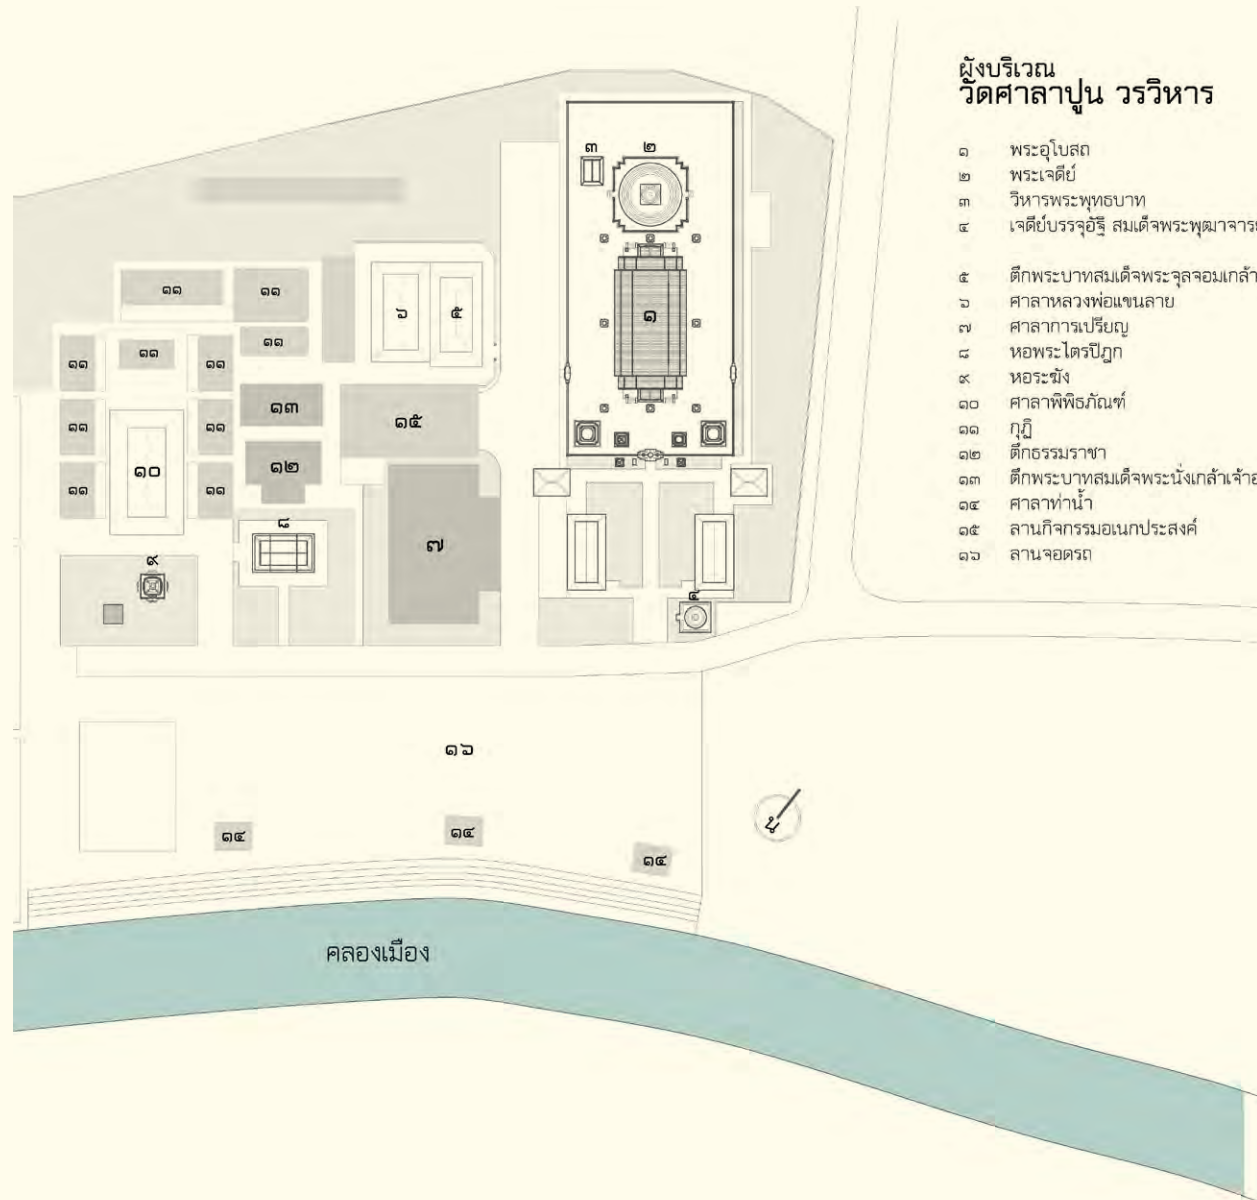 ผังบริเวณ
วัดศาลาปูน วรวิหาร
๑ พระอุโบสถ
๒ พระเจดีย์
๓ วิหารพระพุทธบาท
๔ เจดีย์บรรจุอัฐิ สมเด็จพระพุฒาจารย์
๕ ตึกพระบาทสมเด็จพระจุลจอมเกล้า
๖ ศาลาหลวงพ่อแขนลาย
๗ ศาลาการเปรียญ
๘ หอพระไตรปิฎก
๙ หอระฆัง
๑๐ ศาลาพิพิธภัณฑ์
๑๑ กุฏิ
๑๒ ตึกธรรมราชา
๑๓ ตึกพระบาทสมเด็จพระนั่งเกล้าเจ้าอ
๑๔ ศาลาท่าน้ำ
๑๕ ลานกิจกรรมอเนกประสงค์
๑๖ ลานจอดรถ
๓ ๒
๑๑ ๑๑
๖ ๕ ๑
๑๑
๑๑ ๑๑ ๑๑
๑๓
๑๕
๑๑ ๑๑
๑๒
๑๐
๑๑ ๑๑
๘
๗
๙
๔
๑๖
๑๔ ๑๔ ๑๔
น
คลองเมือง